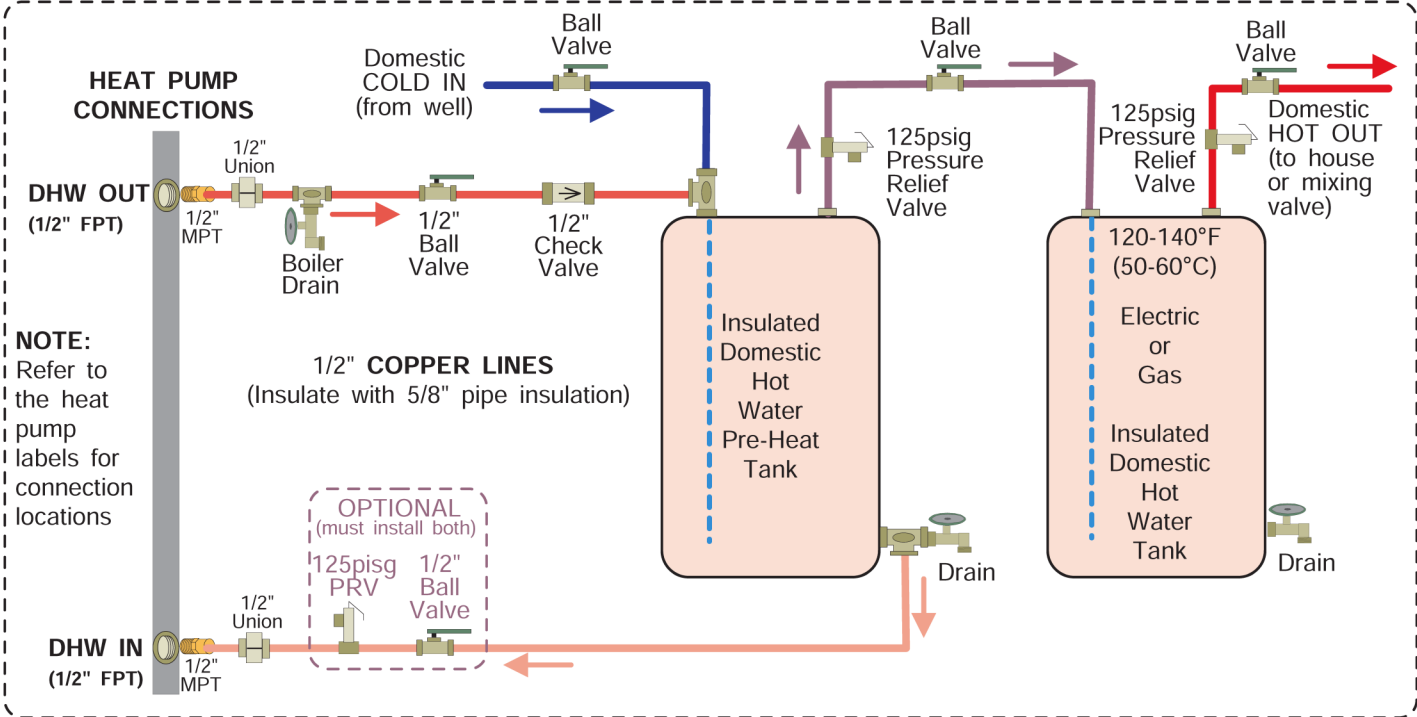 HEAT PUMP
CONNECTIONS
Domestic
COLD IN
(from well)
Ball
Valve
Ball
Valve
Ball
Valve
125psig
Pressure
Relief
Valve
125psig
Pressure
Relief
Valve
Domestic
HOT OUT
(to house
or mixing
valve)
DHW OUT
(1/2" FPT)
1/2"
MPT
1/2"
Union
Boiler
Drain
1/2"
Ball
Valve
1/2"
Check
Valve
NOTE:
Refer to
the heat
pump
labels for
connection
locations
1/2" COPPER LINES
(Insulate with 5/8" pipe insulation)
Insulated
Domestic
Hot
Water
Pre-Heat
Tank
120-140°F
(50-60°C)
Electric
or
Gas
Insulated
Domestic
Hot
Water
Tank
Drain
Drain
OPTIONAL
(must install both)
125pisg
PRV
1/2"
Ball
Valve
1/2"
Union
DHW IN
(1/2" FPT)
1/2"
MPT